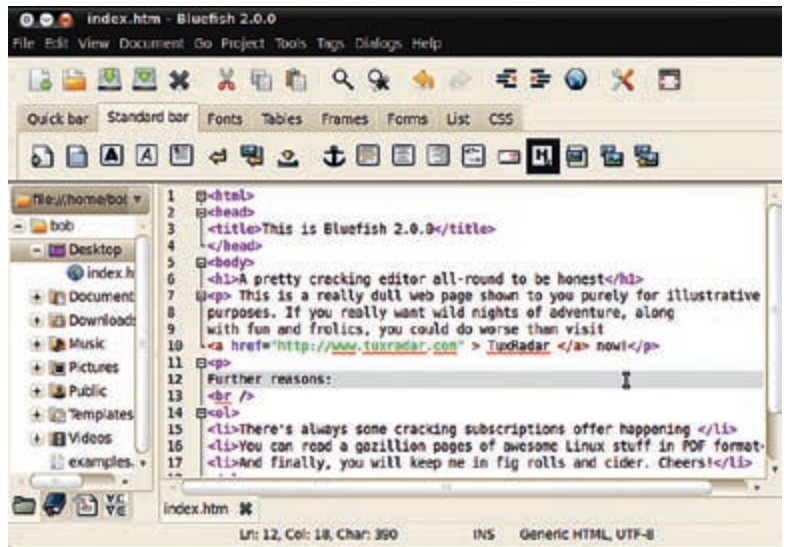 index.htm - Bluefish 2.0.0
File Edit View Document Go Project Tools Tags Dialogs Help
Quick bar Standard bar Fonts Tables Frames Forms List CSS
file:///home/bob
bob
Desktop
index.h
Document
Downloads
Music
Pictures
Public
Templates
Videos
examples.
1 <html>
2 <head>
3 <title>This is Bluefish 2.0.0</title>
4 </head>
5 <body>
6 <h1>A pretty cracking editor all-round to be honest</h1>
7 <p> This is a really dull web page shown to you purely for illustrative
8 purposes. If you really want wild nights of adventure, along
9 with fun and frolics, you could do worse than visit
10 <a href="http://www.tuxradar.com" > TuxRadar </a> now!</p>
11 <p>
12 Further reasons:
13 <br />
14 <ol>
15 <li>There's always some cracking subscriptions offer happening </li>
16 <li>You can read a gazillion pages of awesome Linux stuff in PDF format
17 <li>And finally, you will keep me in fig rolls and cider. Cheers!</li>
index.htm
Ln: 12, Col: 18, Char: 390 INS Generic HTML, UTF-8